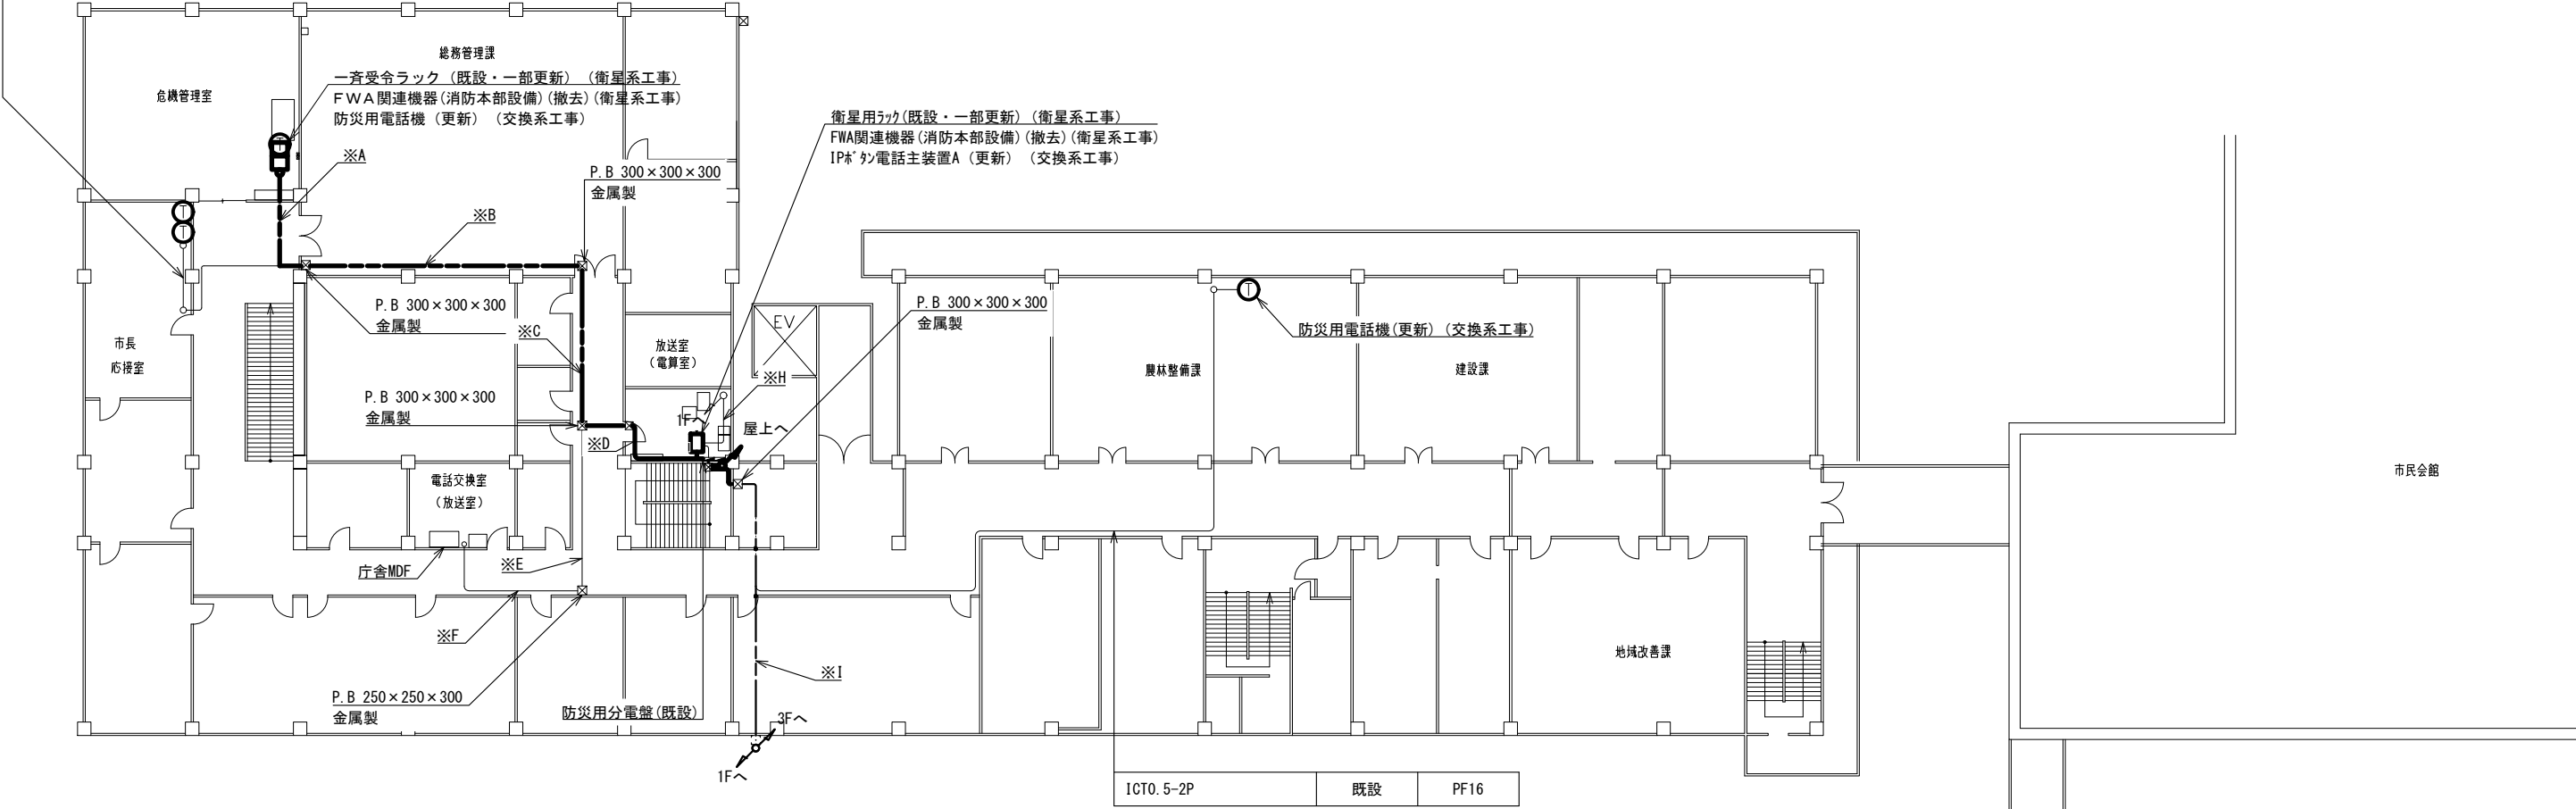 総務管理課
一斉受令ラック（既設・一部更新）（衛星系工事）
危機管理室
ＦＷＡ関連機器(消防本部設備)(撤去)(衛星系工事)
防災用電話機（更新）（交換系工事）
衛星用ﾗｯｸ(既設・一部更新)（衛星系工事）
FWA関連機器(消防本部設備)(撤去)(衛星系工事)
IPﾎﾞﾀﾝ電話主装置A（更新）（交換系工事）
※A
P.B 300×300×300
金属製
※B
T
T
T
T
P.B 300×300×300
金属製
※C
P.B 300×300×300
金属製
EV
防災用電話機(更新)（交換系工事）
市長
応接室
放送室
（電算室）
農林整備課
建設課
※H
P.B 300×300×300
金属製
1Fへ
屋上へ
※D
市民会館
電話交換室
（放送室）
庁舎MDF
※E
※F
地域改善課
※I
P.B 250×250×300
金属製
防災用分電盤(既設)
3Fへ
1Fへ
ICT0.5-2P 既設 PF16